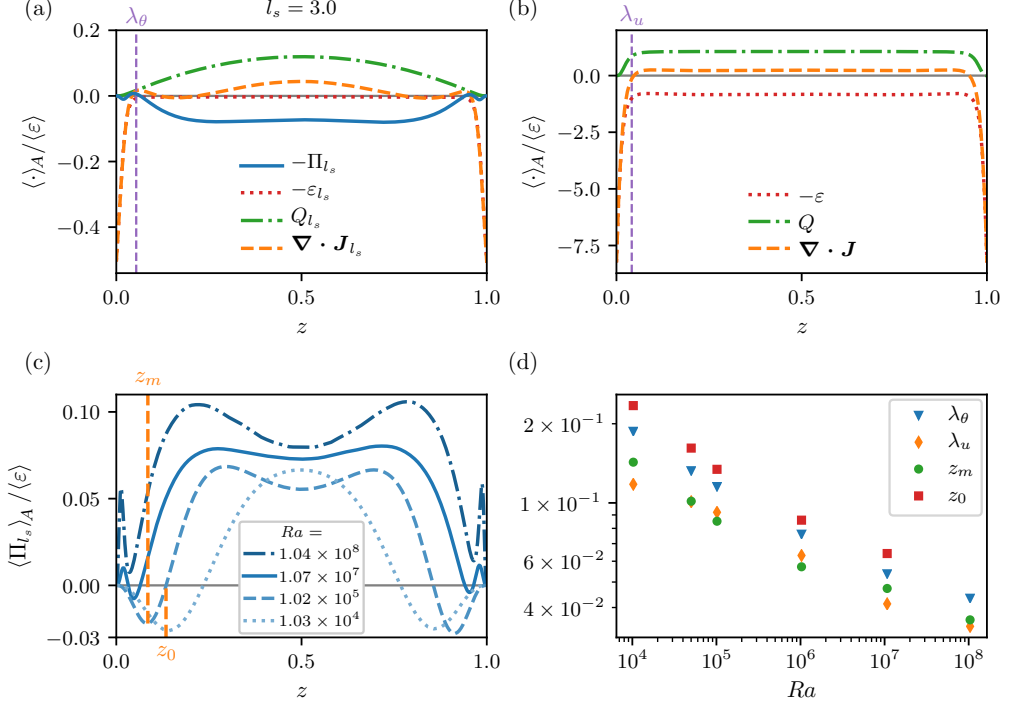 (a)
l_s = 3.0
λ_θ
⟨·⟩_A/⟨ε⟩
0.2
0.0
−0.2
−0.4
−Π_{l_s}
−ε_{l_s}
Q_{l_s}
∇ · J_{l_s}
0.0
0.5
1.0
z
(b)
λ_u
⟨·⟩_A/⟨ε⟩
0.0
−2.5
−5.0
−7.5
−ε
Q
∇ · J
0.0
0.5
1.0
z
(c)
z_m
⟨Π_{l_s}⟩_A/⟨ε⟩
0.10
0.05
0.00
−0.03
Ra =
1.04 × 10^8
1.07 × 10^7
1.02 × 10^5
1.03 × 10^4
z_0
0.0
0.5
1.0
z
(d)
2 × 10^{−1}
1 × 10^{−1}
6 × 10^{−2}
4 × 10^{−2}
λ_θ
λ_u
z_m
z_0
10^4
10^5
10^6
10^7
10^8
Ra